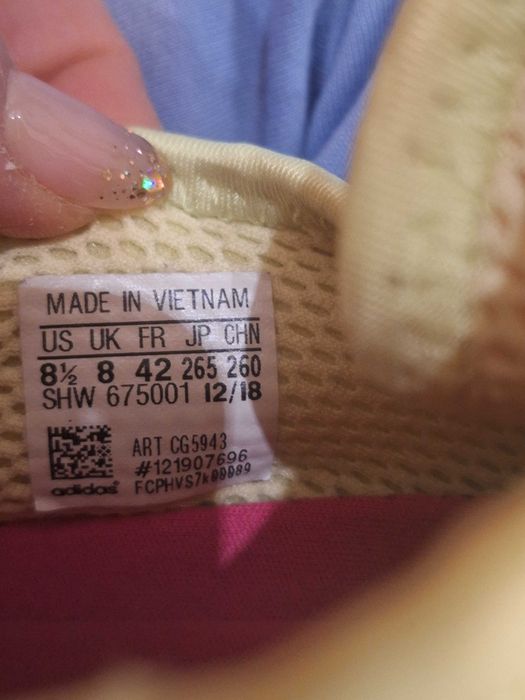 MADE IN VIETNAM
US UK FR JP CHN
8½ 8 42 265 260
SHW 675001 12/18
ART CG5943
#121907696
adidas